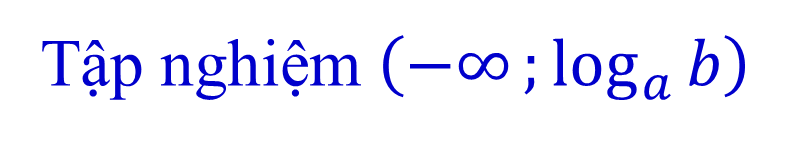 Tập nghiệm (−∞ ; logₐ b)